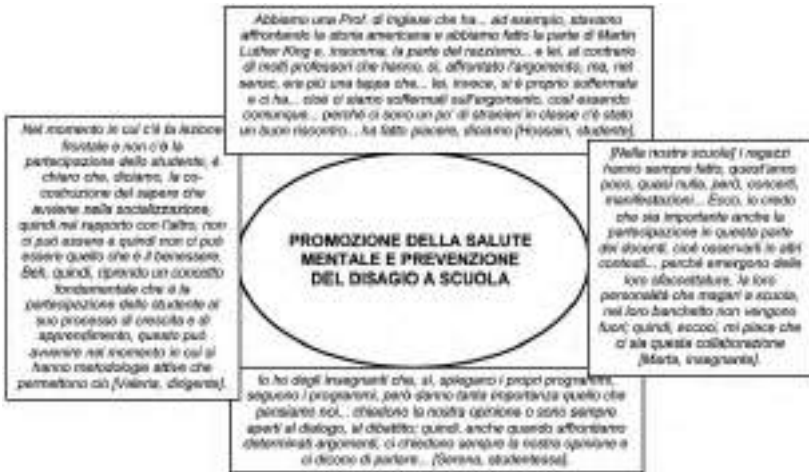 Abbiamo una Prof. di inglese che ha... ad esempio, stavamo
affrontando la storia americana e abbiamo fatto la parte di Martin
Luther King e, insomma, la parte del razzismo... e lei, al contrario
di molti professori che hanno, sì, affrontato l'argomento, ma, nel
senso, era più una tappa che... lei, invece, si è proprio soffermata
e ci ha... cioè ci siamo soffermati sull'argomento, così essendo
comunque... perché ci sono un po' di stranieri in classe c'è stato
un buon riscontro... ha fatto piacere, diciamo [Hossain, studente].
Nel momento in cui c'è la lezione
frontale e non c'è la
partecipazione dello studente, è
chiaro che, diciamo, la co-
costruzione del sapere che
avviene nella socializzazione,
quindi nel rapporto con l'altro, non
ci può essere e quindi non ci può
essere quello che è il benessere.
Beh, quindi, riprendo un concetto
fondamentale che è la
partecipazione dello studente al
suo processo di crescita e di
apprendimento, questo può
avvenire nel momento in cui si
hanno metodologie attive che
permettono ciò [Valeria, dirigente].
PROMOZIONE DELLA SALUTE
MENTALE E PREVENZIONE
DEL DISAGIO A SCUOLA
[Nella nostra scuola] i ragazzi
hanno sempre fatto, quest'anno
poco, quasi nulla, però, concerti,
manifestazioni... Ecco, io credo
che sia importante anche la
partecipazione in questa parte
dei docenti, cioè osservarli in altri
contesti... perché emergono delle
loro sfaccettature, la loro
personalità che magari a scuola,
nel loro banchetto non vengono
fuori; quindi, eccoci, mi piace che
ci sia questa collaborazione
[Marta, insegnante].
Io ho degli insegnanti che, sì, spiegano i propri programmi,
seguono i programmi, però danno tanta importanza quello che
pensiamo noi... chiedono la nostra opinione o sono sempre
aperti al dialogo, al dibattito; quindi, anche quando affrontiamo
determinati argomenti, ci chiedono sempre la nostra opinione e
ci dicono di parlare... [Serena, studentessa].